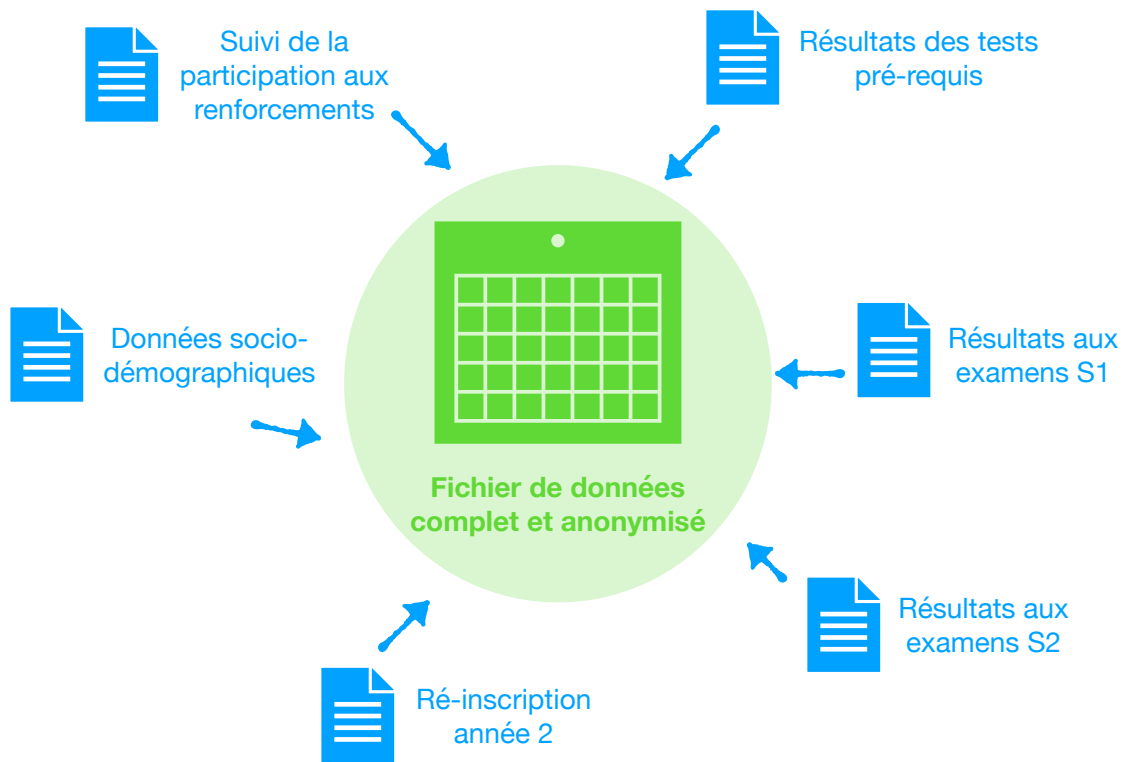 Suivi de la
participation aux
renforcements
Résultats des tests
pré-requis
Données socio-
démographiques
Résultats aux
examens S1
Fichier de données
complet et anonymisé
Résultats aux
examens S2
Ré-inscription
année 2